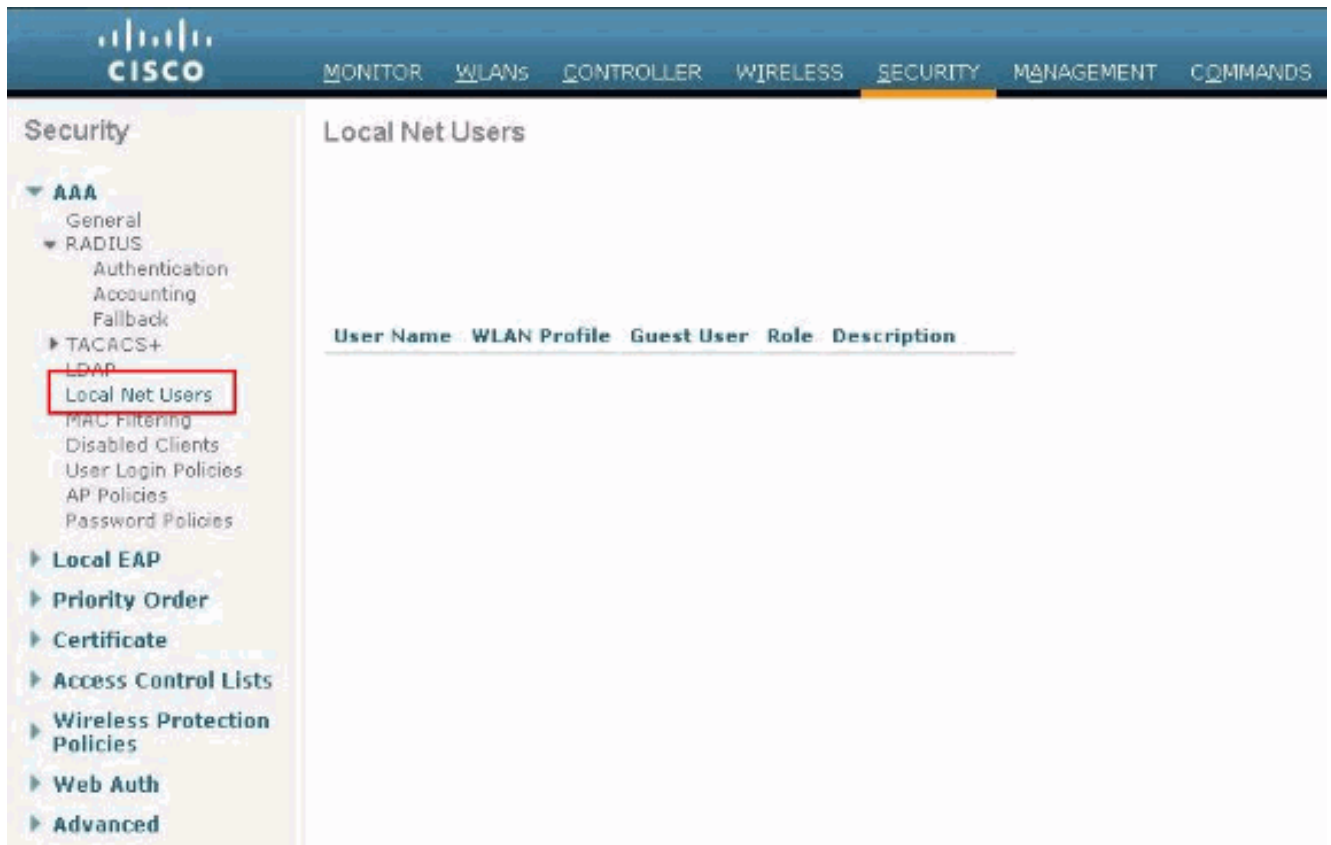 CISCO
MONITOR WLANs CONTROLLER WIRELESS SECURITY MANAGEMENT COMMANDS
Security
AAA
General
RADIUS
Authentication
Accounting
Fallback
TACACS+
LDAP
Local Net Users
MAC Filtering
Disabled Clients
User Login Policies
AP Policies
Password Policies
Local EAP
Priority Order
Certificate
Access Control Lists
Wireless Protection
Policies
Web Auth
Advanced
Local Net Users
User Name WLAN Profile Guest User Role Description